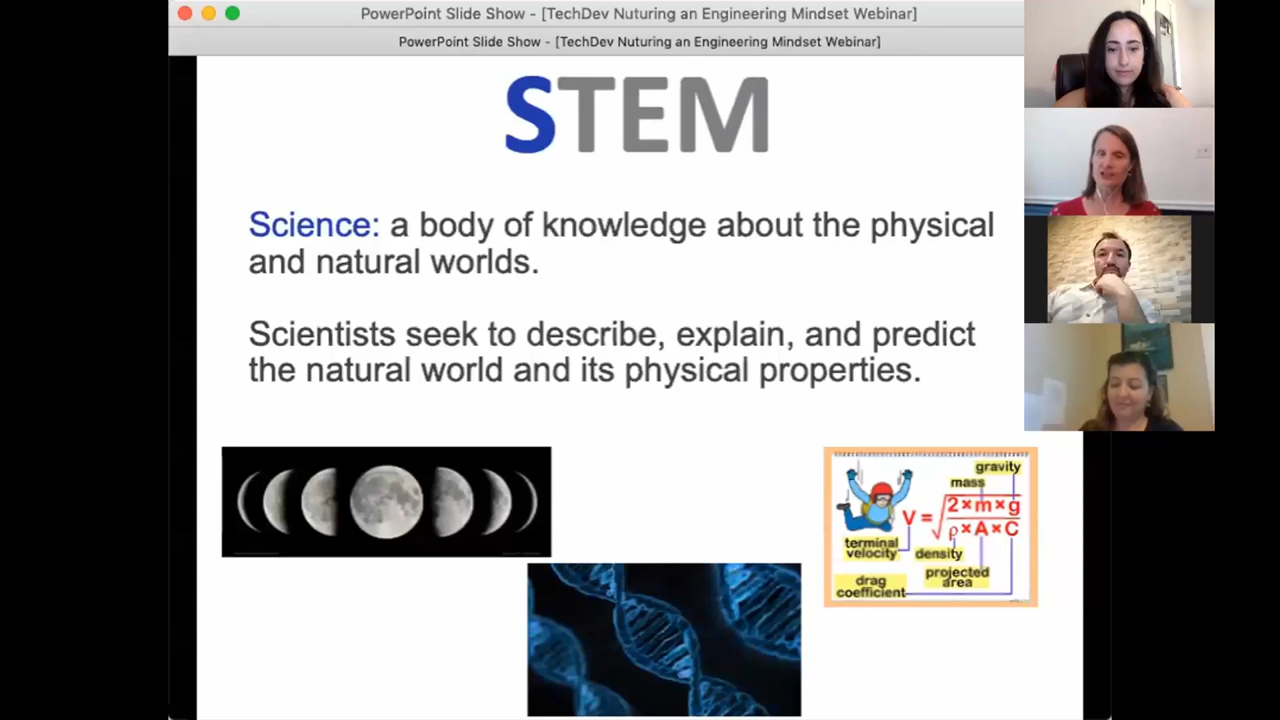 PowerPoint Slide Show - [TechDev Nuturing an Engineering Mindset Webinar]
PowerPoint Slide Show - [TechDev Nuturing an Engineering Mindset Webinar]
STEM
Science: a body of knowledge about the physical
and natural worlds.
Scientists seek to describe, explain, and predict
the natural world and its physical properties.
gravity
mass
V = √ 2×m×g
ρ×A×C
terminal
velocity
density
projected
area
drag
coefficient